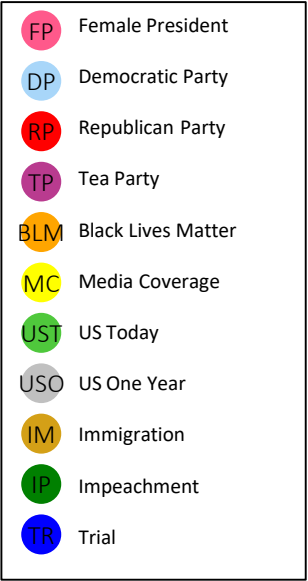 FP Female President
DP Democratic Party
RP Republican Party
TP Tea Party
BLM Black Lives Matter
MC Media Coverage
UST US Today
USO US One Year
IM Immigration
IP Impeachment
TR Trial